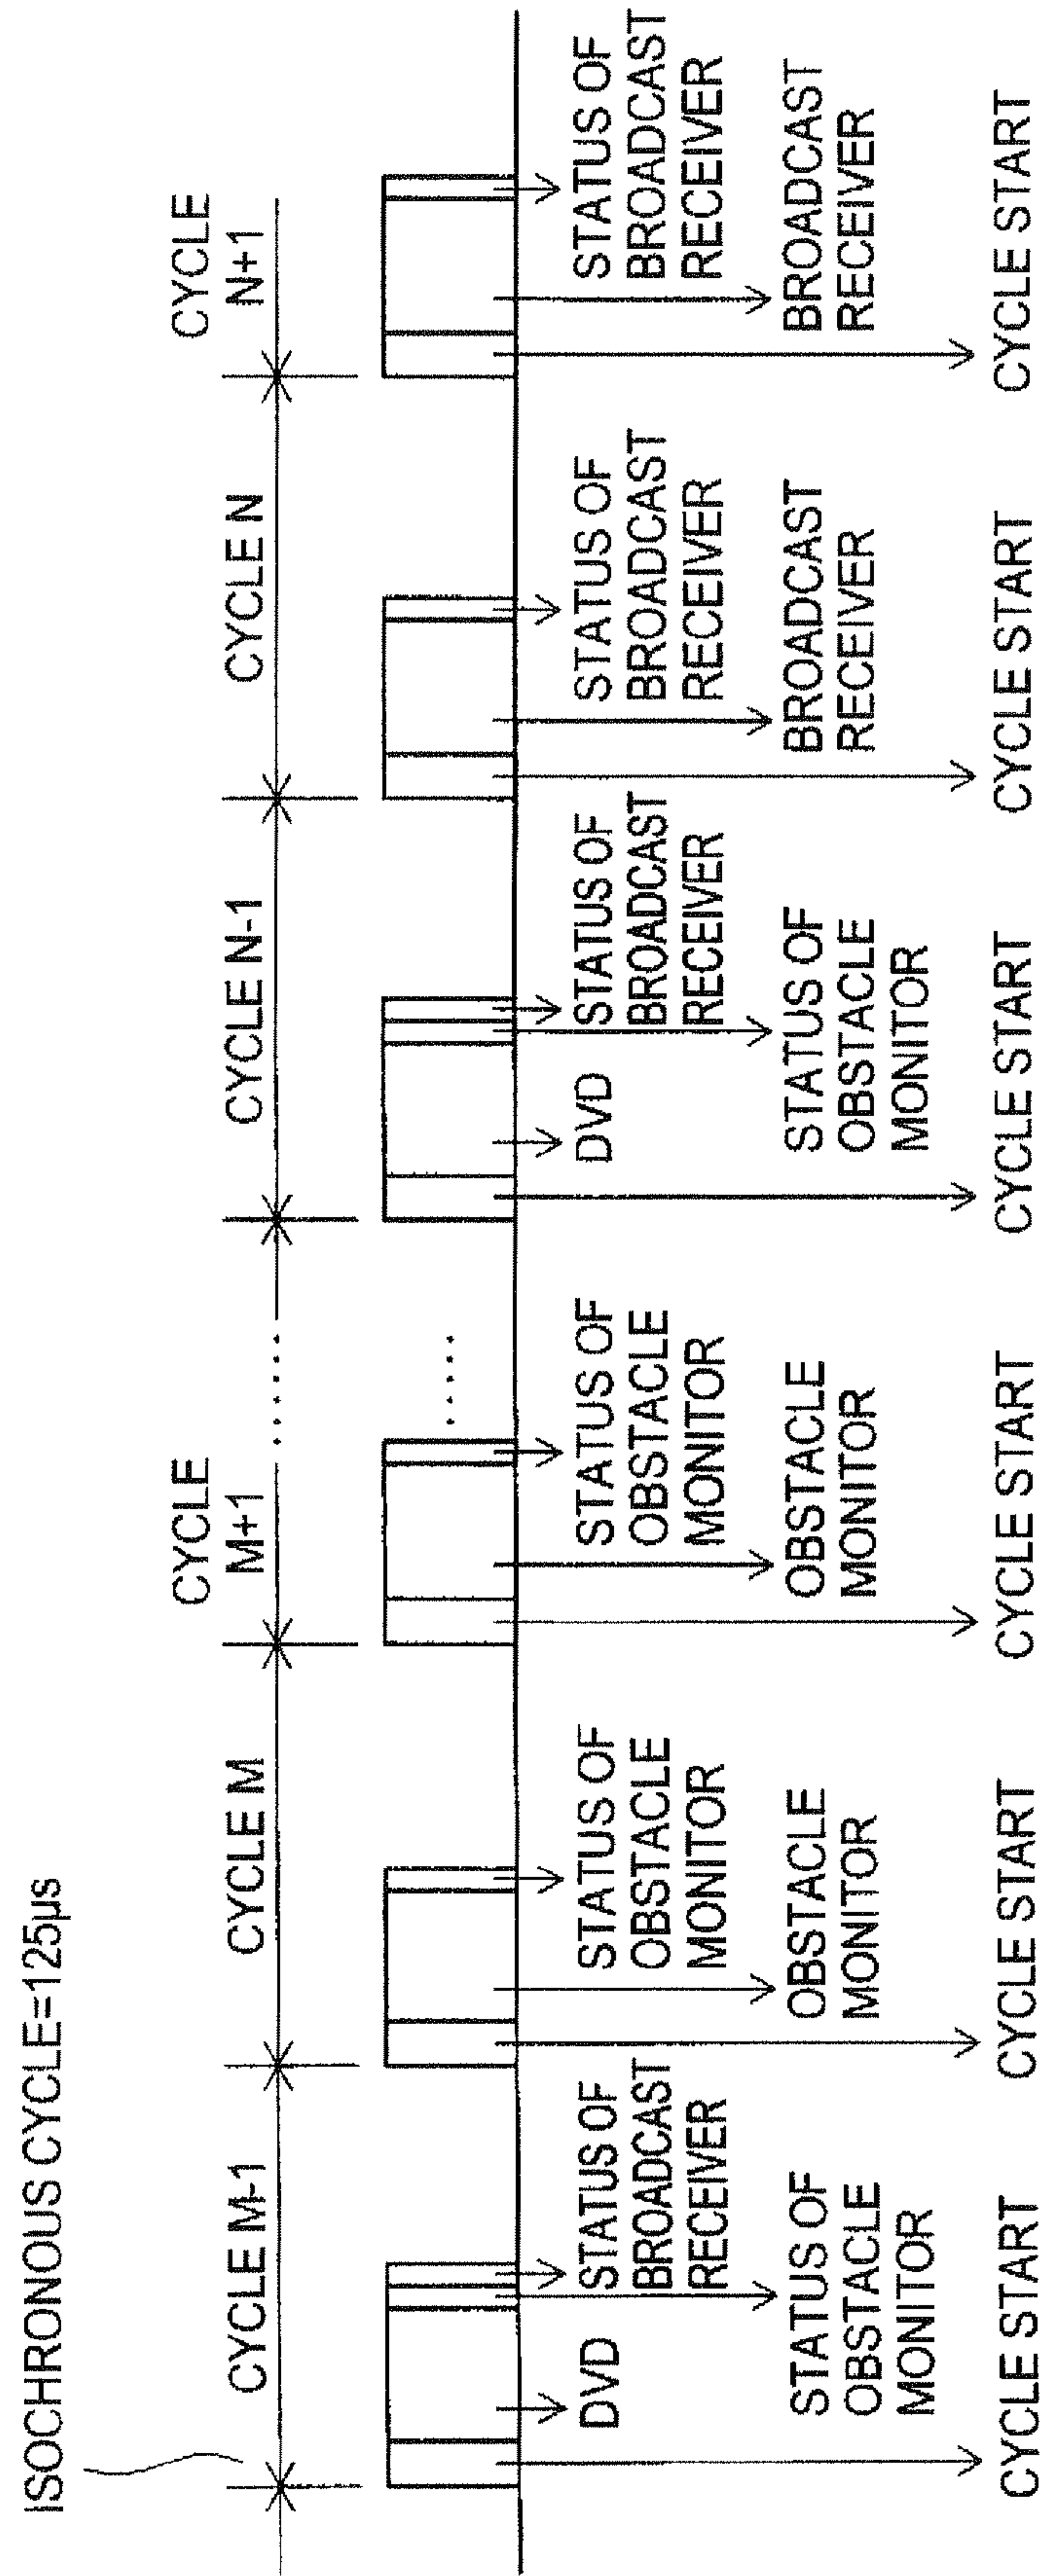 ISOCHRONOUS CYCLE=125µs
CYCLE M-1
CYCLE M
CYCLE
M+1
CYCLE N-1
CYCLE N
CYCLE
N+1
DVD
STATUS OF
BROADCAST
RECEIVER
STATUS OF
OBSTACLE
MONITOR
CYCLE START
STATUS OF
OBSTACLE
MONITOR
OBSTACLE
MONITOR
CYCLE START
STATUS OF
OBSTACLE
MONITOR
OBSTACLE
MONITOR
CYCLE START
DVD
STATUS OF
BROADCAST
RECEIVER
STATUS OF
OBSTACLE
MONITOR
CYCLE START
STATUS OF
BROADCAST
RECEIVER
BROADCAST
RECEIVER
CYCLE START
STATUS OF
BROADCAST
RECEIVER
BROADCAST
RECEIVER
CYCLE START